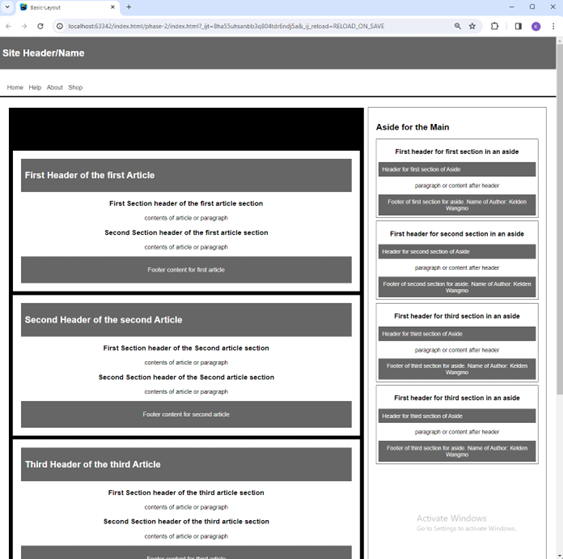 Basic-Layout
localhost:63342/index.html/phase-2/index.html?_ijt=8ha55uhsanbb3q804tdr6ndj5a&_ij_reload=RELOAD_ON_SAVE
K
Site Header/Name
Home Help About Shop
First Header of the first Article
First Section header of the first article section
contents of article or paragraph
Second Section header of the first article section
contents of article or paragraph
Footer content for first article
Second Header of the second Article
First Section header of the Second article section
contents of article or paragraph
Second Section header of the Second article section
contents of article or paragraph
Footer content for second article
Third Header of the third Article
First Section header of the third article section
contents of article or paragraph
Second Section header of the third article section
contents of article or paragraph
Footer content for third article
Aside for the Main
First header for first section in an aside
Header for first section of Aside
paragraph or content after header
Footer of first section for aside. Name of Author: Kelden
Wangmo
First header for second section in an aside
Header for second section of Aside
paragraph or content after header
Footer of second section for aside. Name of Author: Kelden
Wangmo
First header for third section in an aside
Header for third section of Aside
paragraph or content after header
Footer of third section for aside. Name of Author: Kelden
Wangmo
First header for third section in an aside
Header for third section of Aside
paragraph or content after header
Footer of third section for aside. Name of Author: Kelden
Wangmo
Activate Windows
Go to Settings to activate Windows.